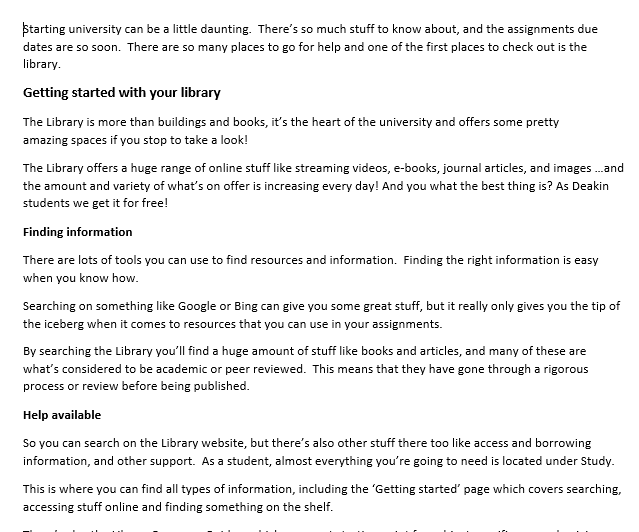 Starting university can be a little daunting.  There's so much stuff to know about, and the assignments due
dates are so soon.  There are so many places to go for help and one of the first places to check out is the
library.
Getting started with your library
The Library is more than buildings and books, it's the heart of the university and offers some pretty
amazing spaces if you stop to take a look!
The Library offers a huge range of online stuff like streaming videos, e-books, journal articles, and images …and
the amount and variety of what's on offer is increasing every day! And you what the best thing is? As Deakin
students we get it for free!
Finding information
There are lots of tools you can use to find resources and information.  Finding the right information is easy
when you know how.
Searching on something like Google or Bing can give you some great stuff, but it really only gives you the tip of
the iceberg when it comes to resources that you can use in your assignments.
By searching the Library you'll find a huge amount of stuff like books and articles, and many of these are
what's considered to be academic or peer reviewed.  This means that they have gone through a rigorous
process or review before being published.
Help available
So you can search on the Library website, but there's also other stuff there too like access and borrowing
information, and other support.  As a student, almost everything you're going to need is located under Study.
This is where you can find all types of information, including the 'Getting started' page which covers searching,
accessing stuff online and finding something on the shelf.